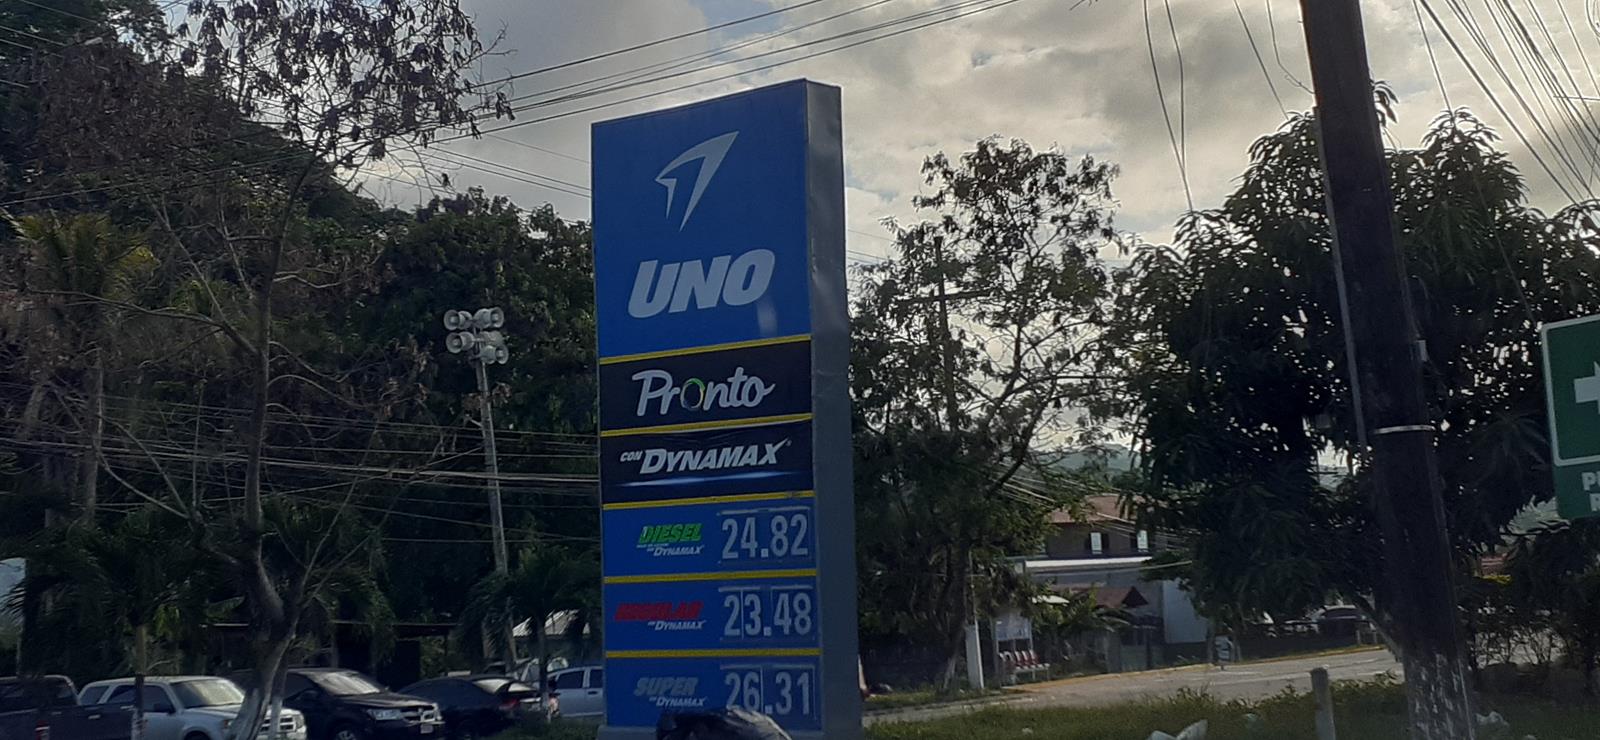 UNO
Pronto
CON DYNAMAX®
DIESEL 24.82
DYNAMAX
REGULAR 23.48
DYNAMAX
SUPER 26.31
DYNAMAX